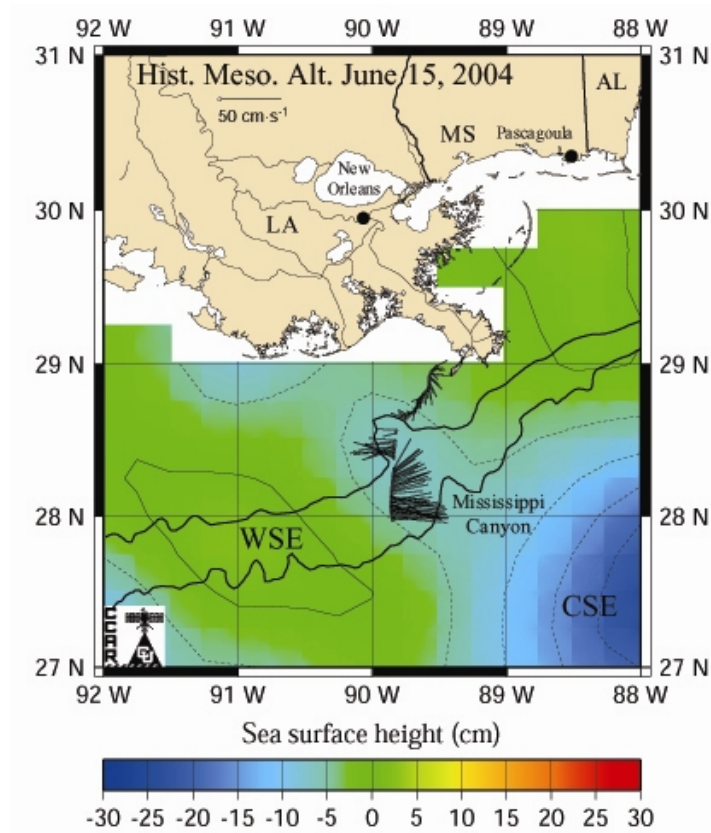 92 W 91 W 90 W 89 W 88 W
31 N
Hist. Meso. Alt. June 15, 2004
AL
50 cm·s⁻¹
MS
Pascagoula
New
Orleans
30 N 30 N
LA
29 N 29 N
Mississippi
Canyon
28 N 28 N
WSE
CSE
CCAR
CU
27 N 27 N
92 W 91 W 90 W 89 W 88 W
Sea surface height (cm)
-30 -25 -20 -15 -10 -5 0 5 10 15 20 25 30